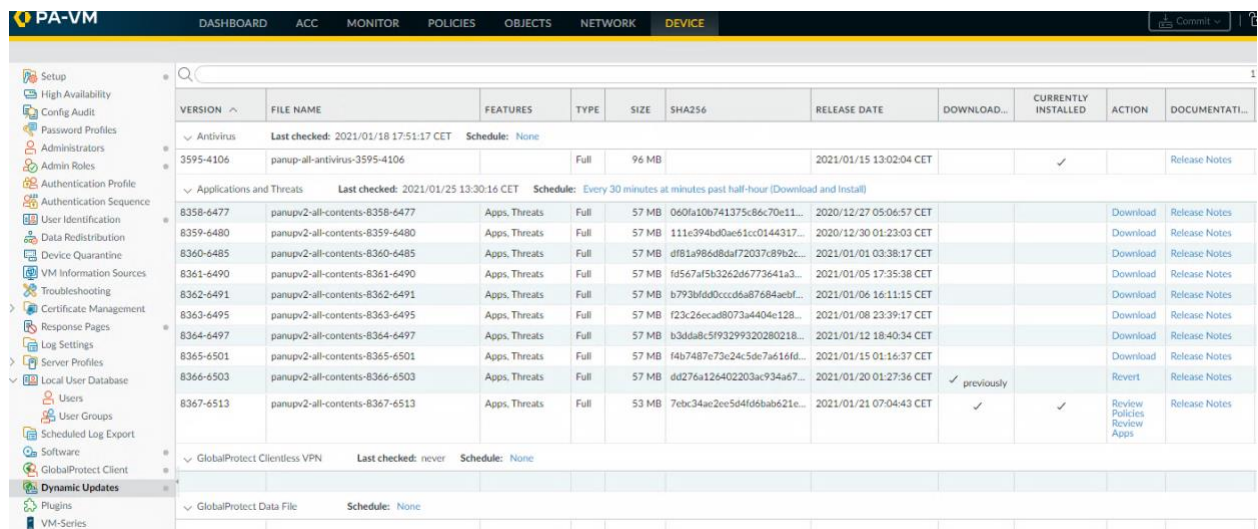 PA-VM
DASHBOARD ACC MONITOR POLICIES OBJECTS NETWORK DEVICE Commit
Setup
High Availability
Config Audit
Password Profiles
Administrators
Admin Roles
Authentication Profile
Authentication Sequence
User Identification
Data Redistribution
Device Quarantine
VM Information Sources
Troubleshooting
Certificate Management
Response Pages
Log Settings
Server Profiles
Local User Database
Users
User Groups
Scheduled Log Export
Software
GlobalProtect Client
Dynamic Updates
Plugins
VM-Series
1
VERSION FILE NAME FEATURES TYPE SIZE SHA256 RELEASE DATE DOWNLOAD... CURRENTLY INSTALLED ACTION DOCUMENTATI...
Antivirus Last checked: 2021/01/18 17:51:17 CET Schedule: None
3595-4106 panup-all-antivirus-3595-4106 Full 96 MB 2021/01/15 13:02:04 CET ✓ Release Notes
Applications and Threats Last checked: 2021/01/25 13:30:16 CET Schedule: Every 30 minutes at minutes past half-hour (Download and Install)
8358-6477 panupv2-all-contents-8358-6477 Apps, Threats Full 57 MB 060fa10b741375c86c70e11... 2020/12/27 05:06:57 CET Download Release Notes
8359-6480 panupv2-all-contents-8359-6480 Apps, Threats Full 57 MB 111e394bd0ae61cc0144317... 2020/12/30 01:23:03 CET Download Release Notes
8360-6485 panupv2-all-contents-8360-6485 Apps, Threats Full 57 MB df81a986d8daf72037c89b2c... 2021/01/01 03:38:17 CET Download Release Notes
8361-6490 panupv2-all-contents-8361-6490 Apps, Threats Full 57 MB fd567af5b3262d6773641a3... 2021/01/05 17:35:38 CET Download Release Notes
8362-6491 panupv2-all-contents-8362-6491 Apps, Threats Full 57 MB b793bfdd0cccd6a87684aebf... 2021/01/06 16:11:15 CET Download Release Notes
8363-6495 panupv2-all-contents-8363-6495 Apps, Threats Full 57 MB f23c26ecad8073a4404e128... 2021/01/08 23:39:17 CET Download Release Notes
8364-6497 panupv2-all-contents-8364-6497 Apps, Threats Full 57 MB b3dda8c5f93299320280218... 2021/01/12 18:40:34 CET Download Release Notes
8365-6501 panupv2-all-contents-8365-6501 Apps, Threats Full 57 MB f4b7487e73e24c5de7a616fd... 2021/01/15 01:16:37 CET Download Release Notes
8366-6503 panupv2-all-contents-8366-6503 Apps, Threats Full 57 MB dd276a126402203ac934a67... 2021/01/20 01:27:36 CET ✓ previously Revert Release Notes
8367-6513 panupv2-all-contents-8367-6513 Apps, Threats Full 53 MB 7ebc34ae2ee5d4fd6bab621e... 2021/01/21 07:04:43 CET ✓ ✓ Review Release Notes
Policies
Review
Apps
GlobalProtect Clientless VPN Last checked: never Schedule: None
GlobalProtect Data File Schedule: None